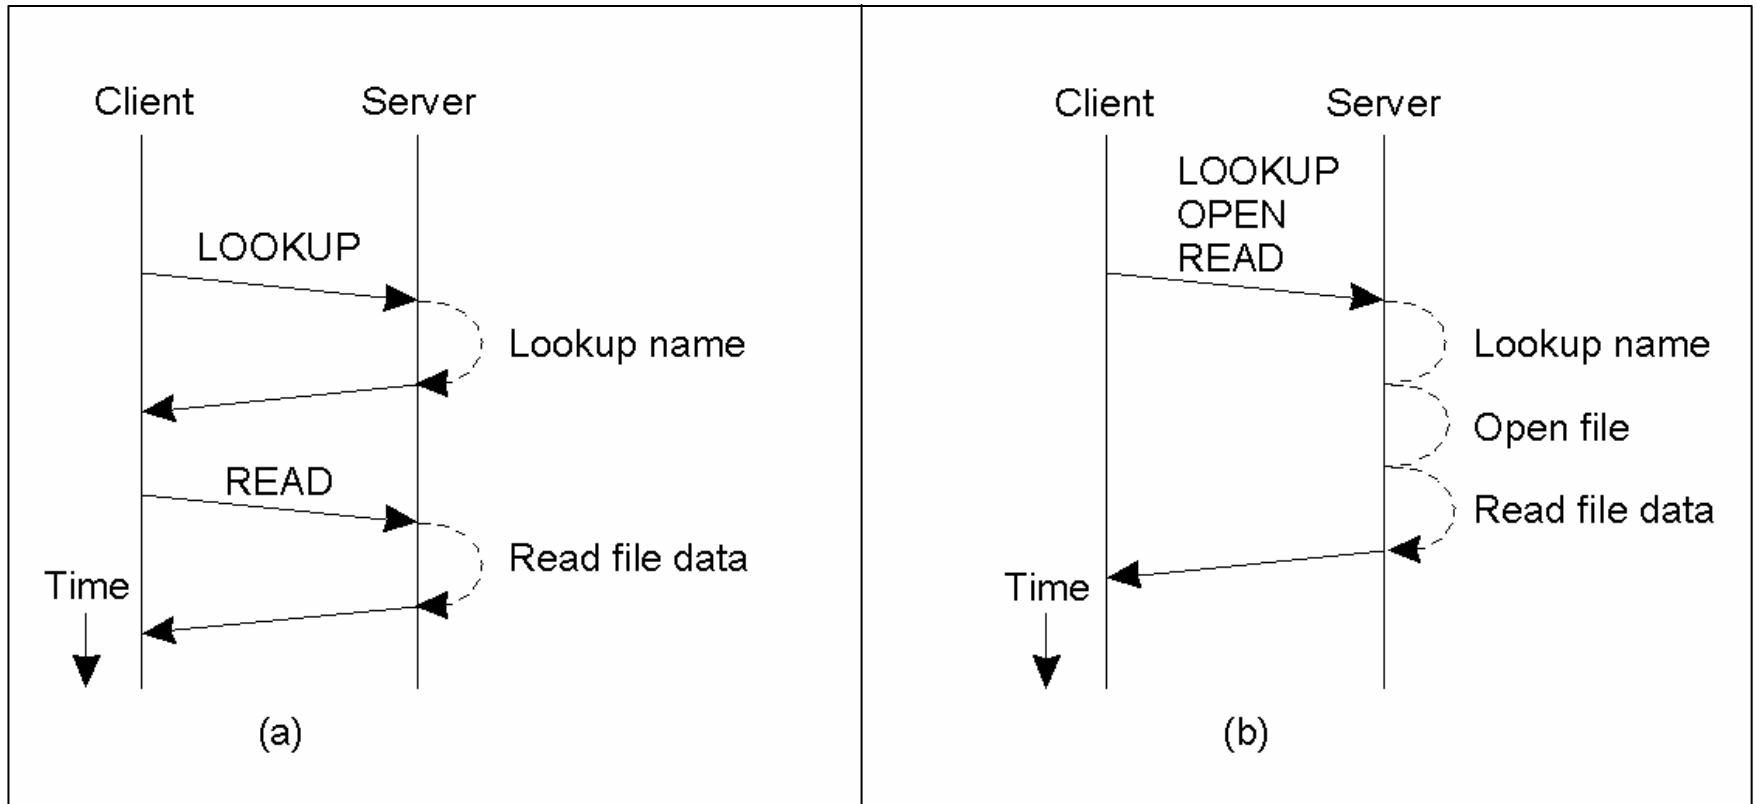 Client Server
LOOKUP
Lookup name
READ
Read file data
Time
(a)
Client Server
LOOKUP
OPEN
READ
Lookup name
Open file
Read file data
Time
(b)